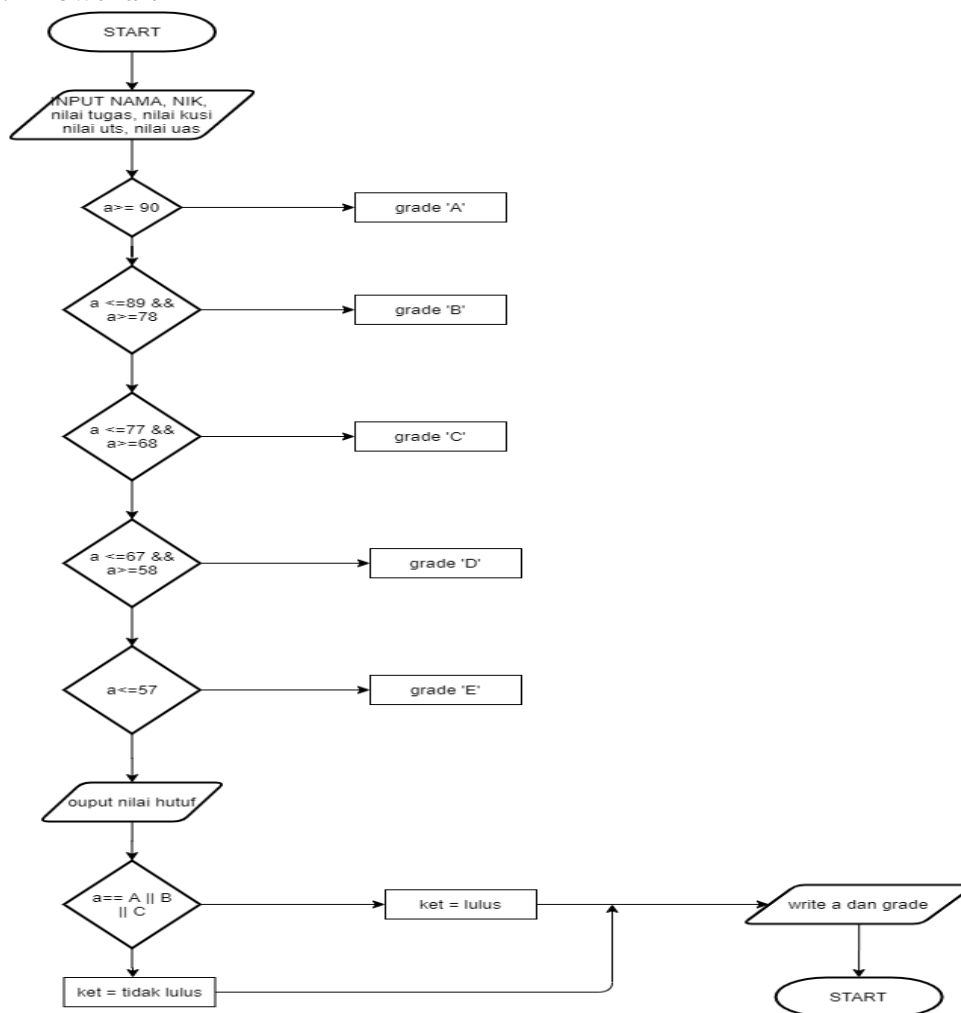 START
INPUT NAMA, NIK,
nilai tugas, nilai kusi
nilai uts, nilai uas
a>= 90
grade 'A'
a <=89 &&
a>=78
grade 'B'
a <=77 &&
a>=68
grade 'C'
a <=67 &&
a>=58
grade 'D'
a<=57
grade 'E'
ouput nilai hutuf
a== A || B
|| C
ket = lulus
write a dan grade
ket = tidak lulus
START